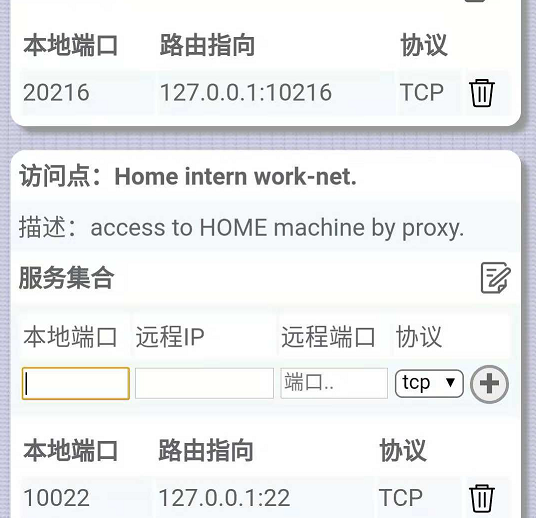 本地端口 路由指向 协议
20216 127.0.0.1:10216 TCP
访问点：Home intern work-net.
描述：access to HOME machine by proxy.
服务集合
本地端口 远程IP 远程端口 协议
端口.. tcp
本地端口 路由指向 协议
10022 127.0.0.1:22 TCP